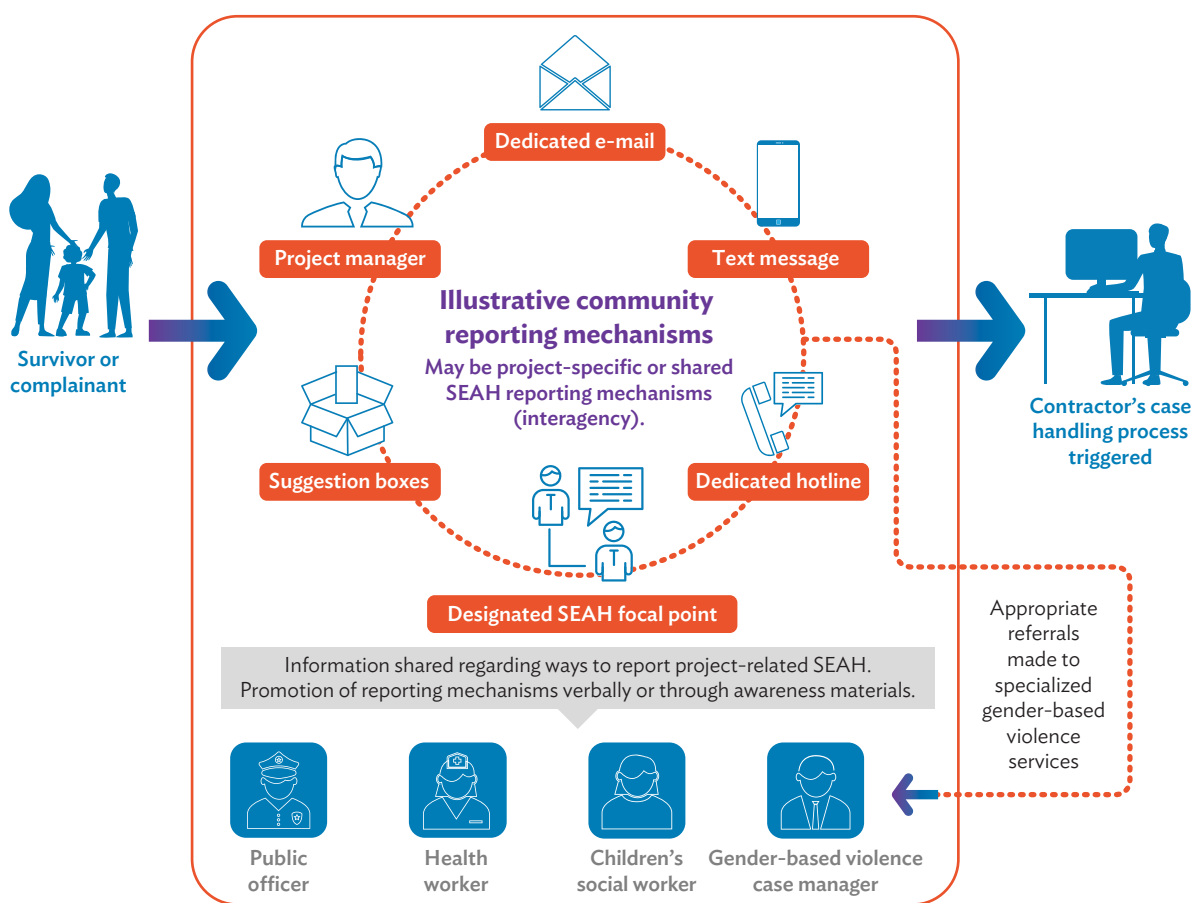 Dedicated e-mail
Project manager
Text message
Illustrative community
reporting mechanisms
May be project-specific or shared
SEAH reporting mechanisms
(interagency).
Survivor or
complainant
Contractor's case
handling process
triggered
Suggestion boxes
Dedicated hotline
Designated SEAH focal point
Appropriate
referrals
made to
specialized
gender-based
violence
services
Information shared regarding ways to report project-related SEAH.
Promotion of reporting mechanisms verbally or through awareness materials.
Public
officer
Health
worker
Children's
social worker
Gender-based violence
case manager